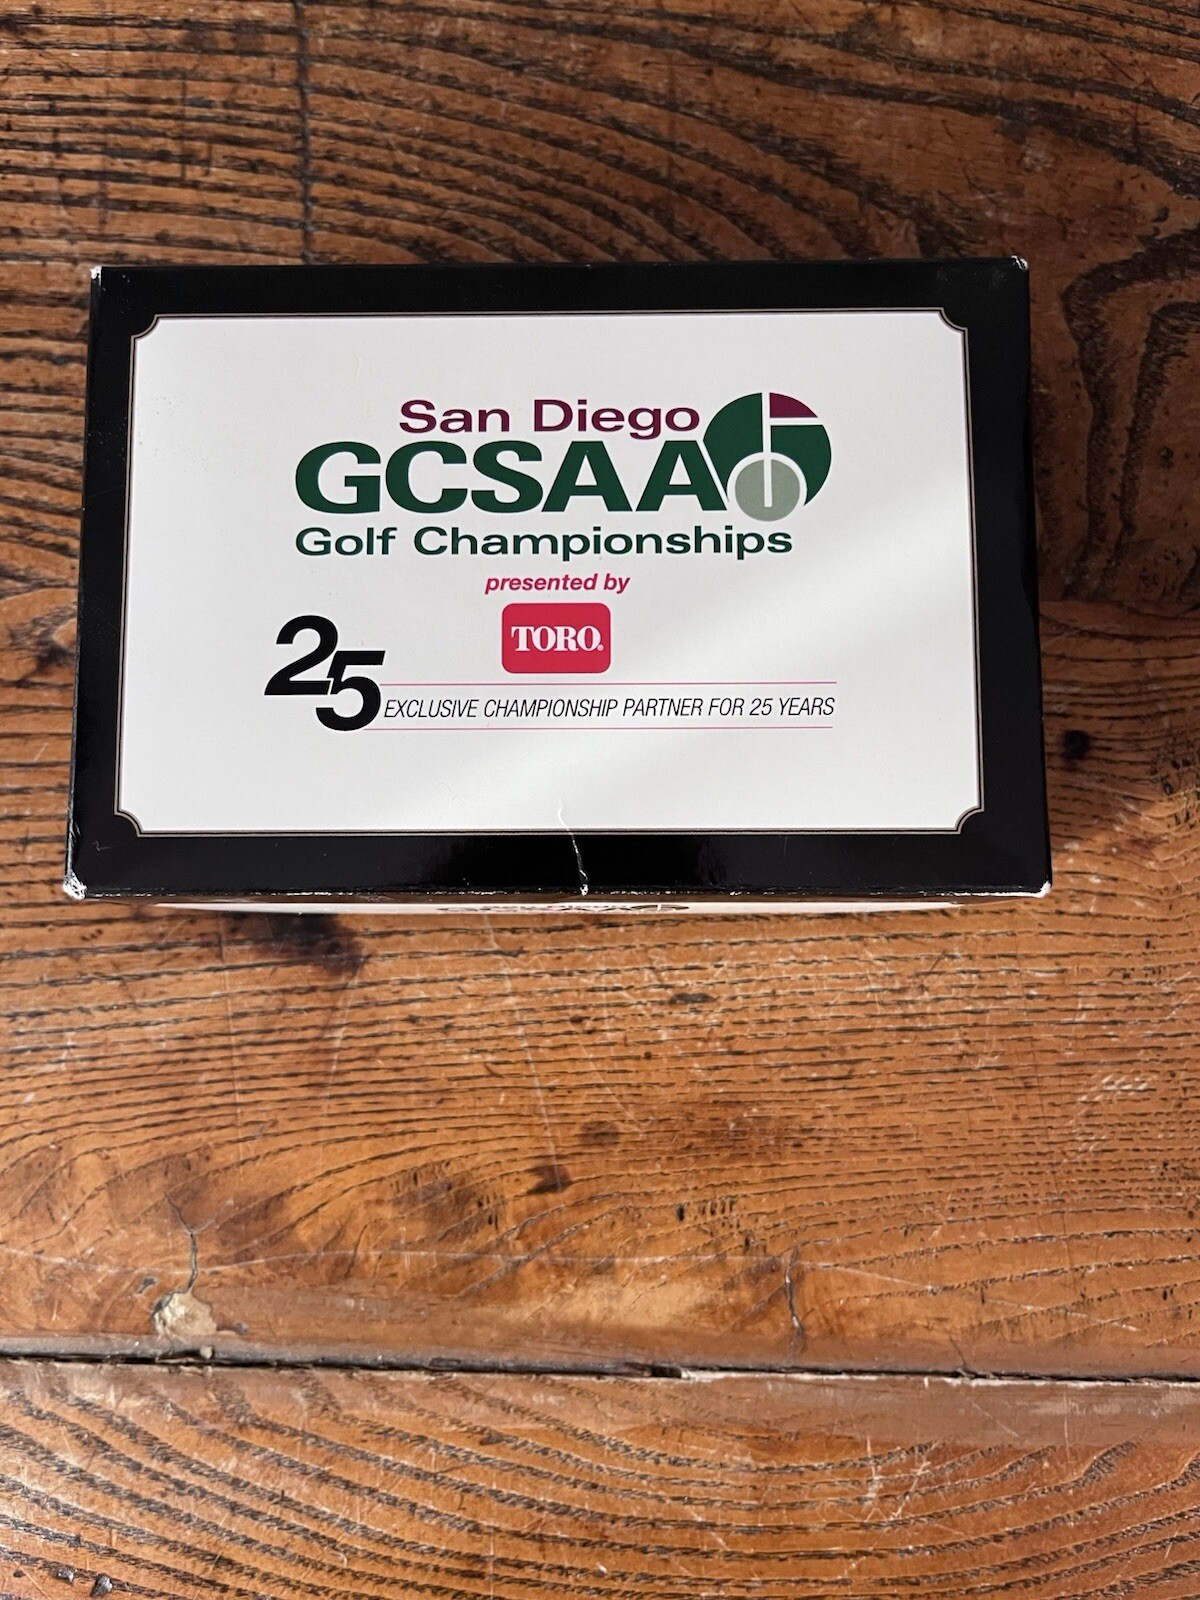 San Diego
GCSAA
Golf Championships
presented by
TORO.
25
EXCLUSIVE CHAMPIONSHIP PARTNER FOR 25 YEARS